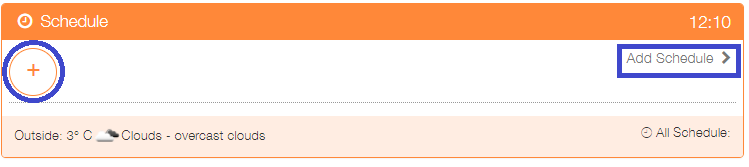 Schedule 12:10
+ Add Schedule >
Outside: 3° C Clouds - overcast clouds All Schedule: